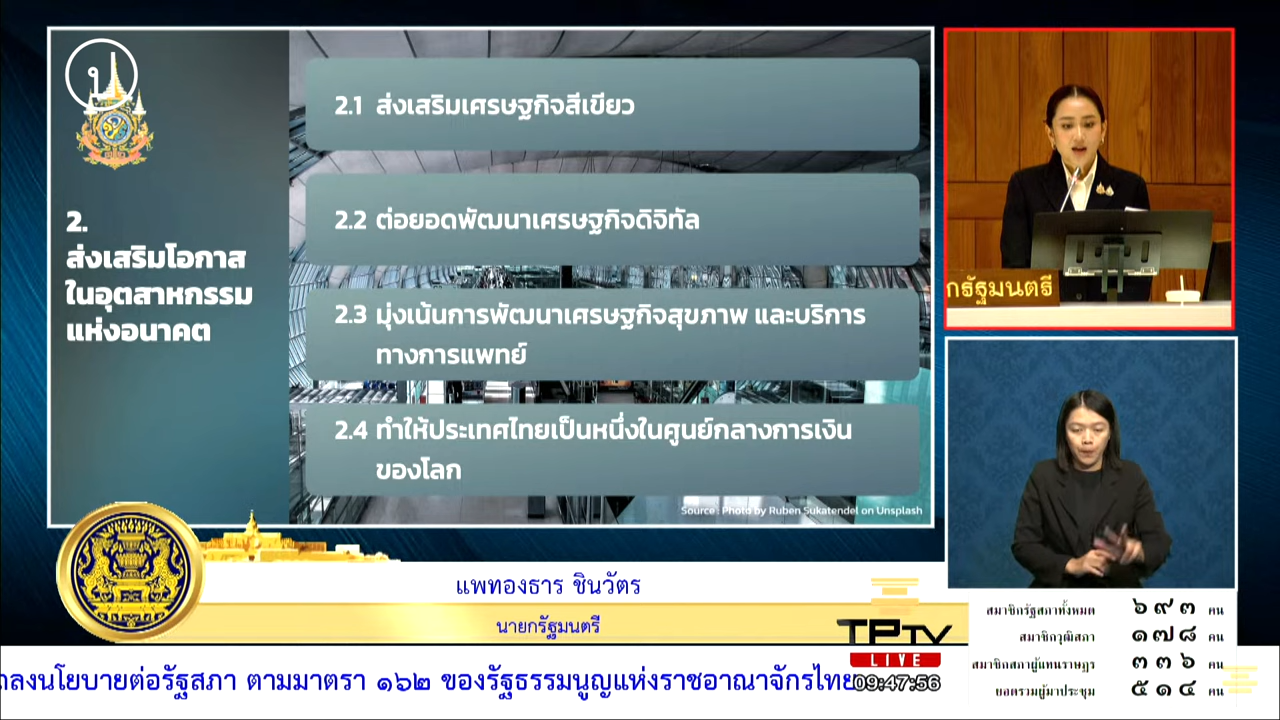 บ
2.
ส่งเสริมโอกาส
ในอุตสาหกรรม
แห่งอนาคต
2.1 ส่งเสริมเศรษฐกิจสีเขียว
2.2 ต่อยอดพัฒนาเศรษฐกิจดิจิทัล
2.3 มุ่งเน้นการพัฒนาเศรษฐกิจสุขภาพ และบริการ
ทางการแพทย์
2.4 ทำให้ประเทศไทยเป็นหนึ่งในศูนย์กลางการเงิน
ของโลก
Source : Photo by Ruben Sukatendel on Unsplash
กรัฐมนตรี
แพทองธาร ชินวัตร
นายกรัฐมนตรี
TPTV
LIVE
09:47:56
สมาชิกรัฐสภาทั้งหมด ๖๙๓ คน
สมาชิกวุฒิสภา ๑๗๘ คน
สมาชิกสภาผู้แทนราษฎร ๓๓๖ คน
ยอดรวมผู้มาประชุม ๕๑๔ คน
ถลงนโยบายต่อรัฐสภา ตามมาตรา ๑๖๒ ของรัฐธรรมนูญแห่งราชอาณาจักรไทย